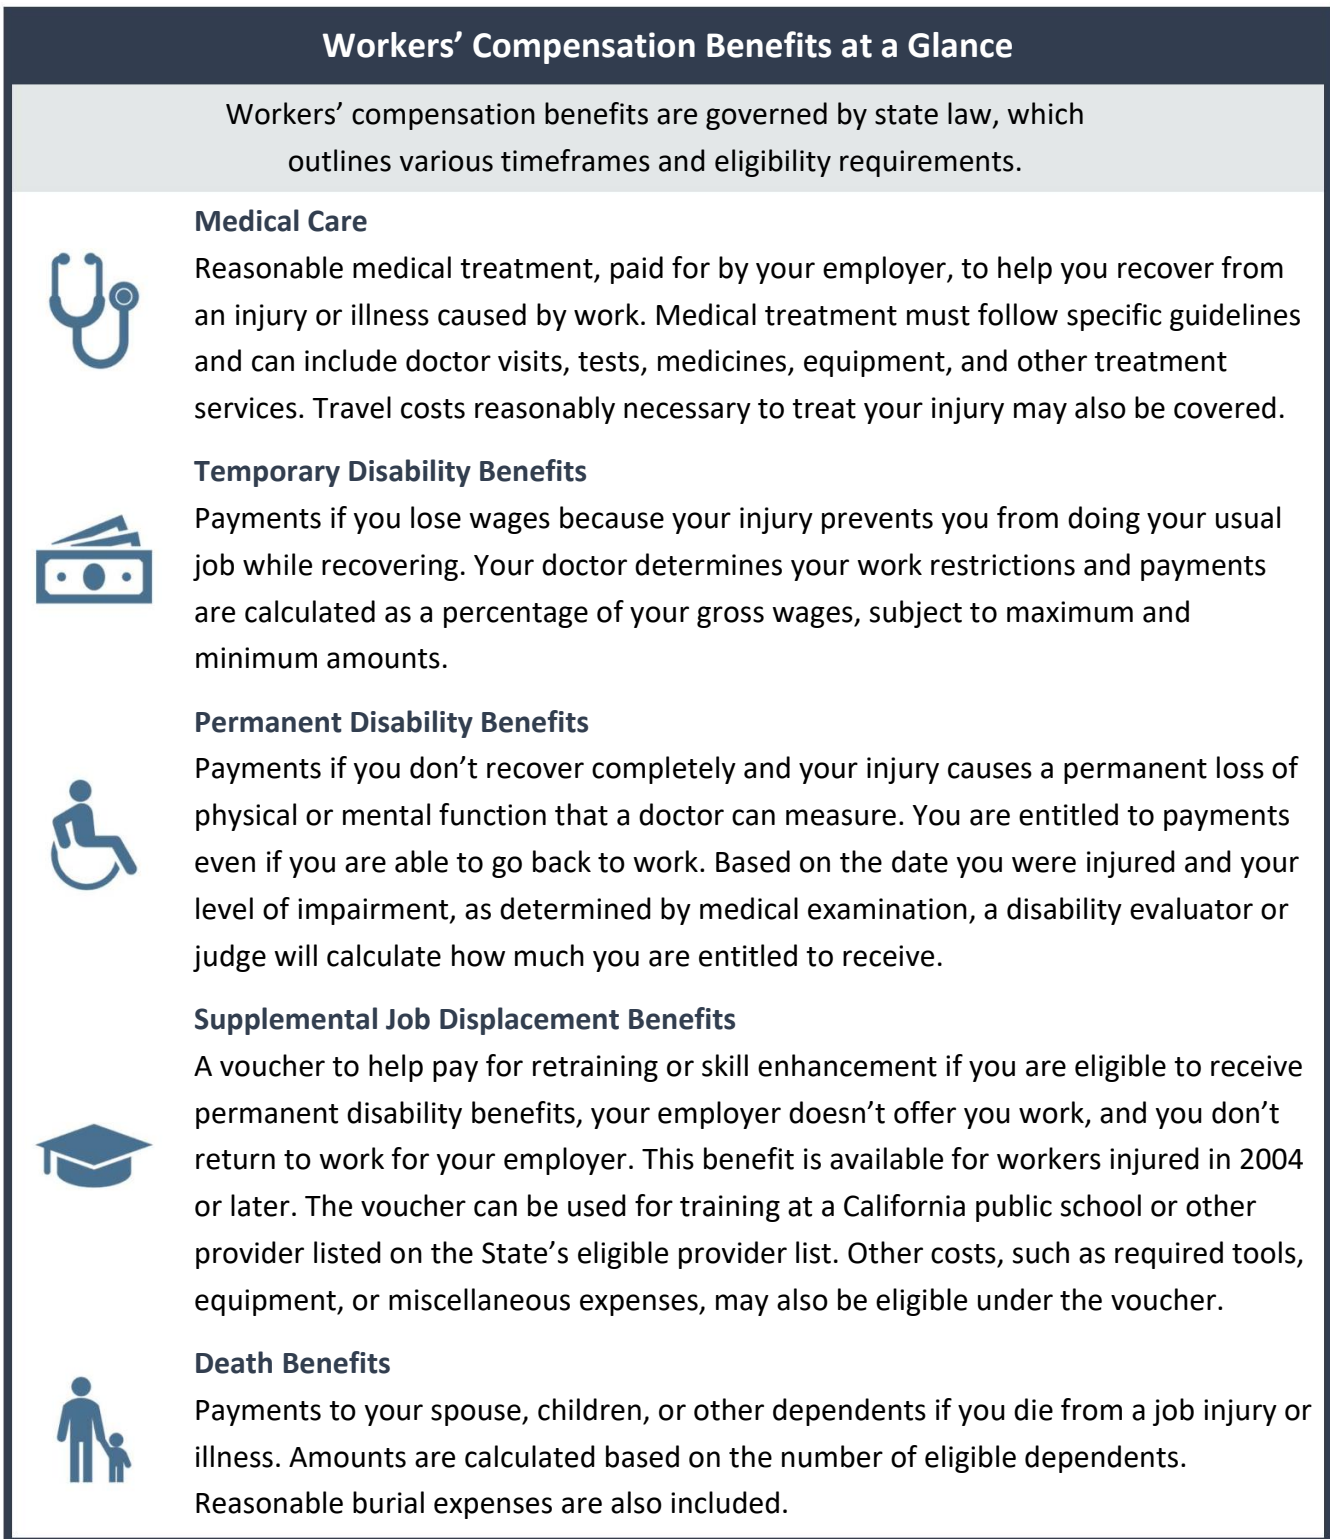 Workers’ Compensation Benefits at a Glance
Workers’ compensation benefits are governed by state law, which
outlines various timeframes and eligibility requirements.
Medical Care
Reasonable medical treatment, paid for by your employer, to help you recover from
an injury or illness caused by work. Medical treatment must follow specific guidelines
and can include doctor visits, tests, medicines, equipment, and other treatment
services. Travel costs reasonably necessary to treat your injury may also be covered.
Temporary Disability Benefits
Payments if you lose wages because your injury prevents you from doing your usual
job while recovering. Your doctor determines your work restrictions and payments
are calculated as a percentage of your gross wages, subject to maximum and
minimum amounts.
Permanent Disability Benefits
Payments if you don’t recover completely and your injury causes a permanent loss of
physical or mental function that a doctor can measure. You are entitled to payments
even if you are able to go back to work. Based on the date you were injured and your
level of impairment, as determined by medical examination, a disability evaluator or
judge will calculate how much you are entitled to receive.
Supplemental Job Displacement Benefits
A voucher to help pay for retraining or skill enhancement if you are eligible to receive
permanent disability benefits, your employer doesn’t offer you work, and you don’t
return to work for your employer. This benefit is available for workers injured in 2004
or later. The voucher can be used for training at a California public school or other
provider listed on the State’s eligible provider list. Other costs, such as required tools,
equipment, or miscellaneous expenses, may also be eligible under the voucher.
Death Benefits
Payments to your spouse, children, or other dependents if you die from a job injury or
illness. Amounts are calculated based on the number of eligible dependents.
Reasonable burial expenses are also included.